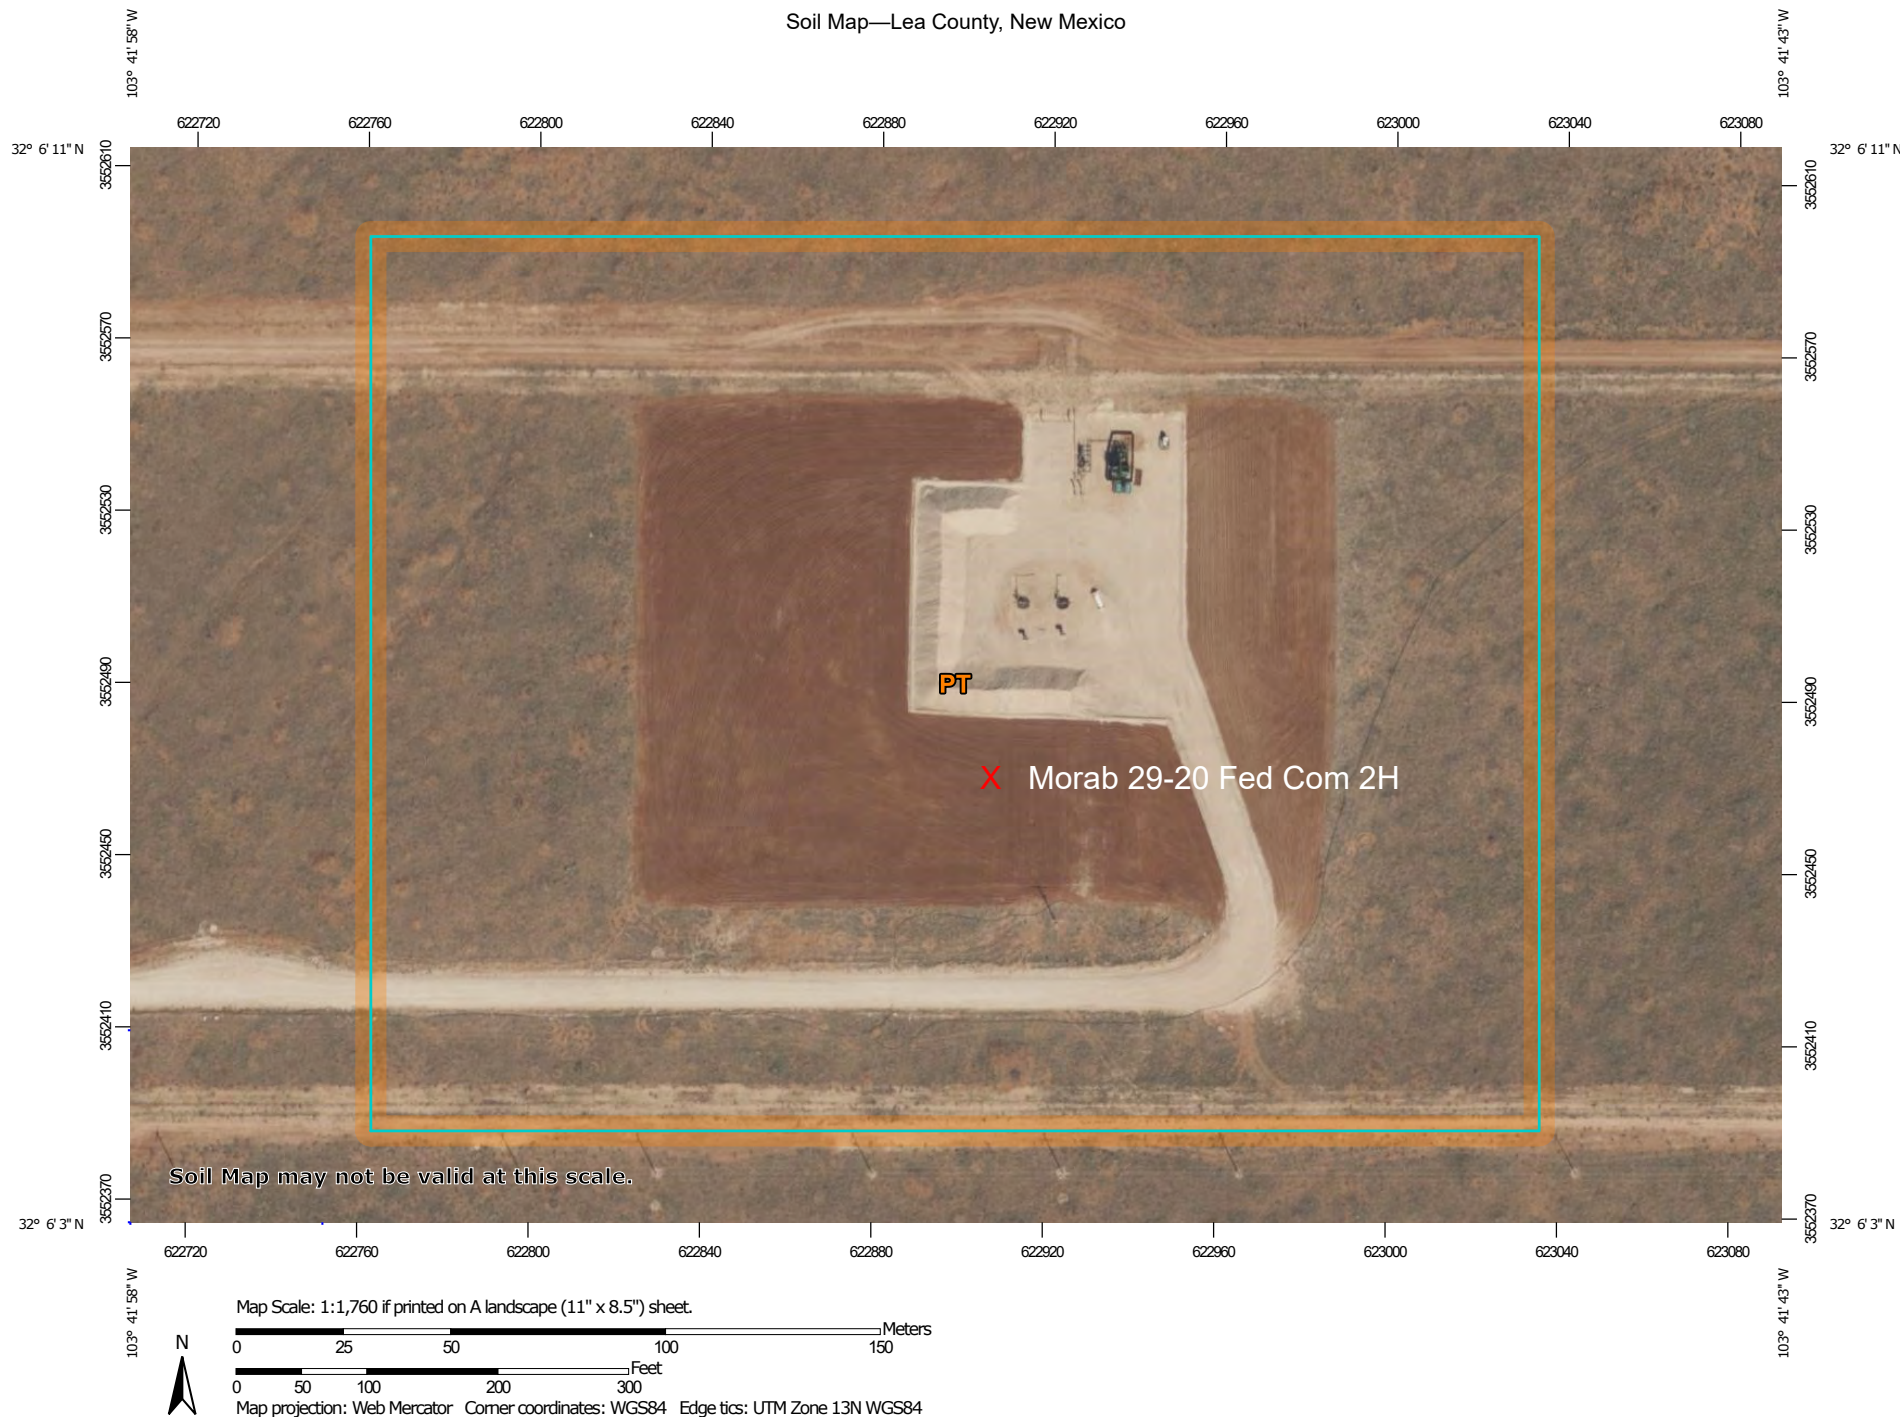 Soil Map—Lea County, New Mexico
103° 41' 58" W
103° 41' 43" W
622720 622760 622800 622840 622880 622920 622960 623000 623040 623080
32° 6' 11" N
32° 6' 11" N
3552610
3552610
3552570
3552570
3552530
3552530
PT
3552490
3552490
X Morab 29-20 Fed Com 2H
3552450
3552450
3552410
3552410
Soil Map may not be valid at this scale.
3552370
3552370
32° 6' 3" N
32° 6' 3" N
622720 622760 622800 622840 622880 622920 622960 623000 623040 623080
103° 41' 58" W
103° 41' 43" W
Map Scale: 1:1,760 if printed on A landscape (11" x 8.5") sheet.
Meters
0 25 50 100 150
N
Feet
0 50 100 200 300
Map projection: Web Mercator Corner coordinates: WGS84 Edge tics: UTM Zone 13N WGS84